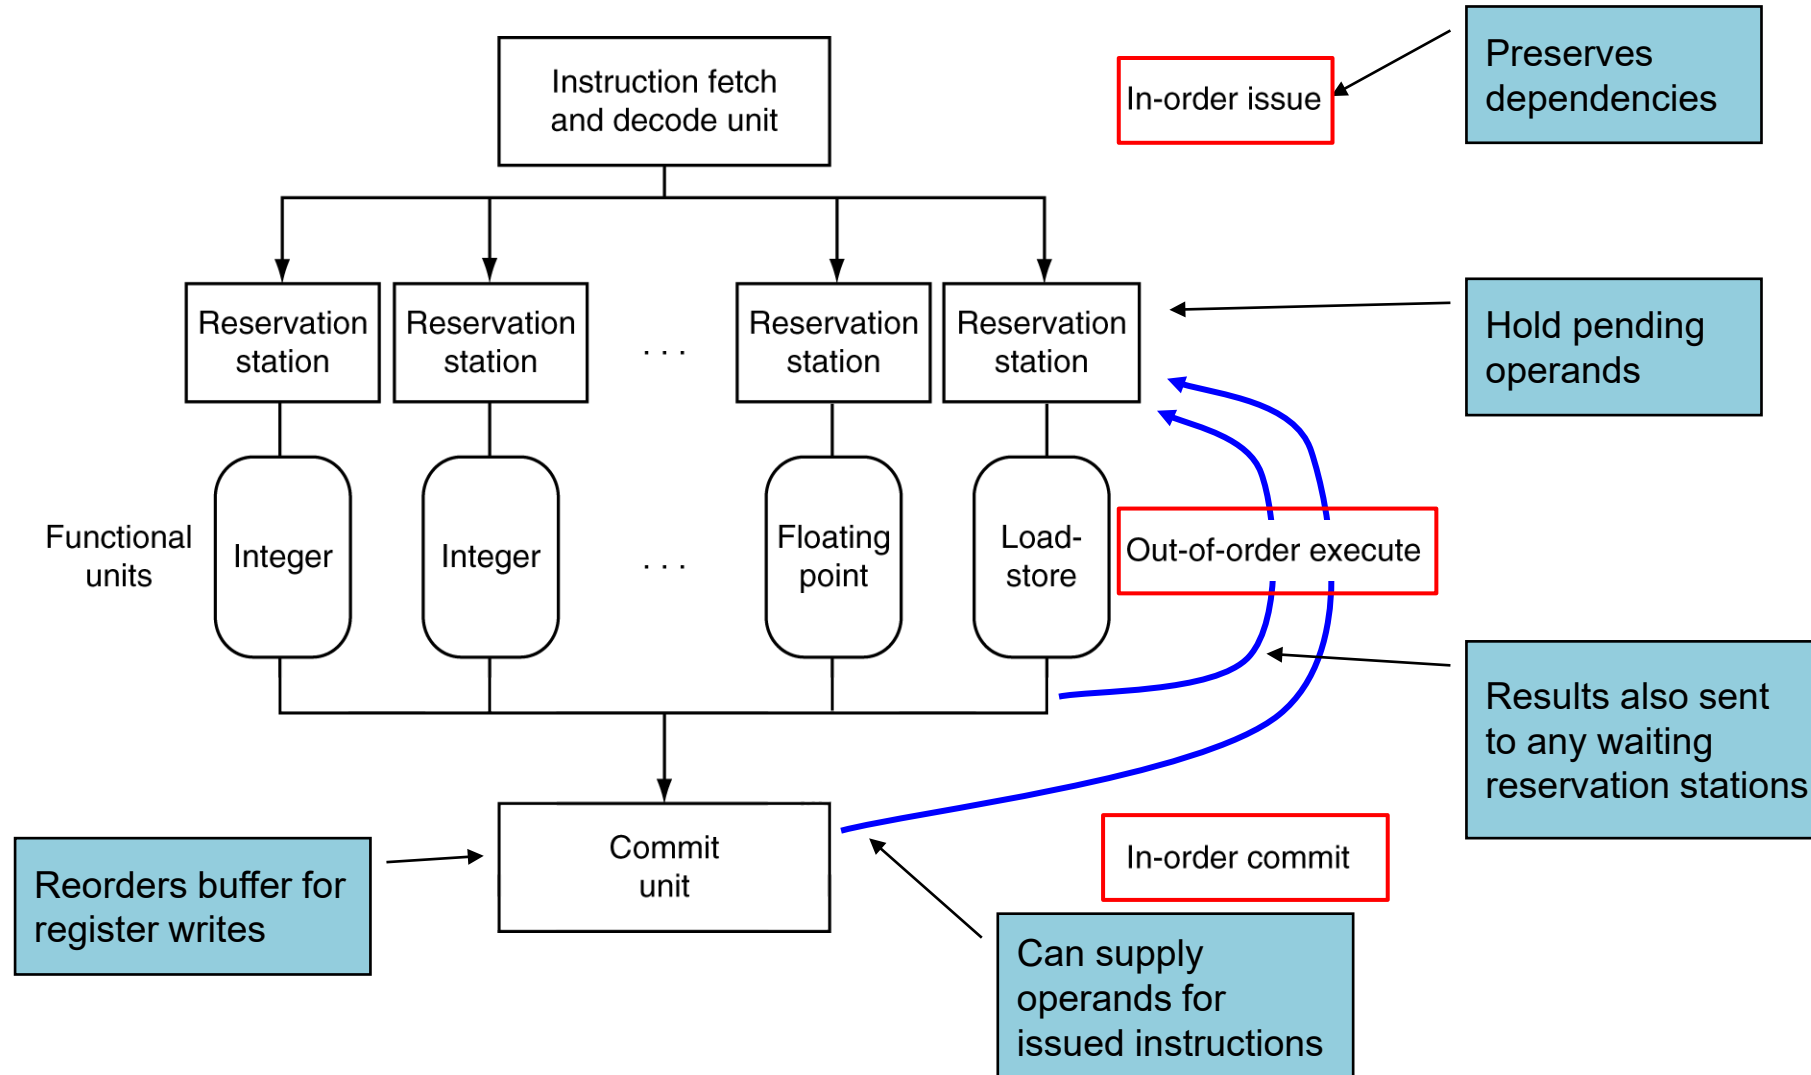 Instruction fetch
and decode unit
In-order issue
Preserves
dependencies
Reservation
station
Reservation
station
. . .
Reservation
station
Reservation
station
Hold pending
operands
Functional
units
Integer
Integer
. . .
Floating
point
Load-
store
Out-of-order execute
Results also sent
to any waiting
reservation stations
Commit
unit
In-order commit
Reorders buffer for
register writes
Can supply
operands for
issued instructions